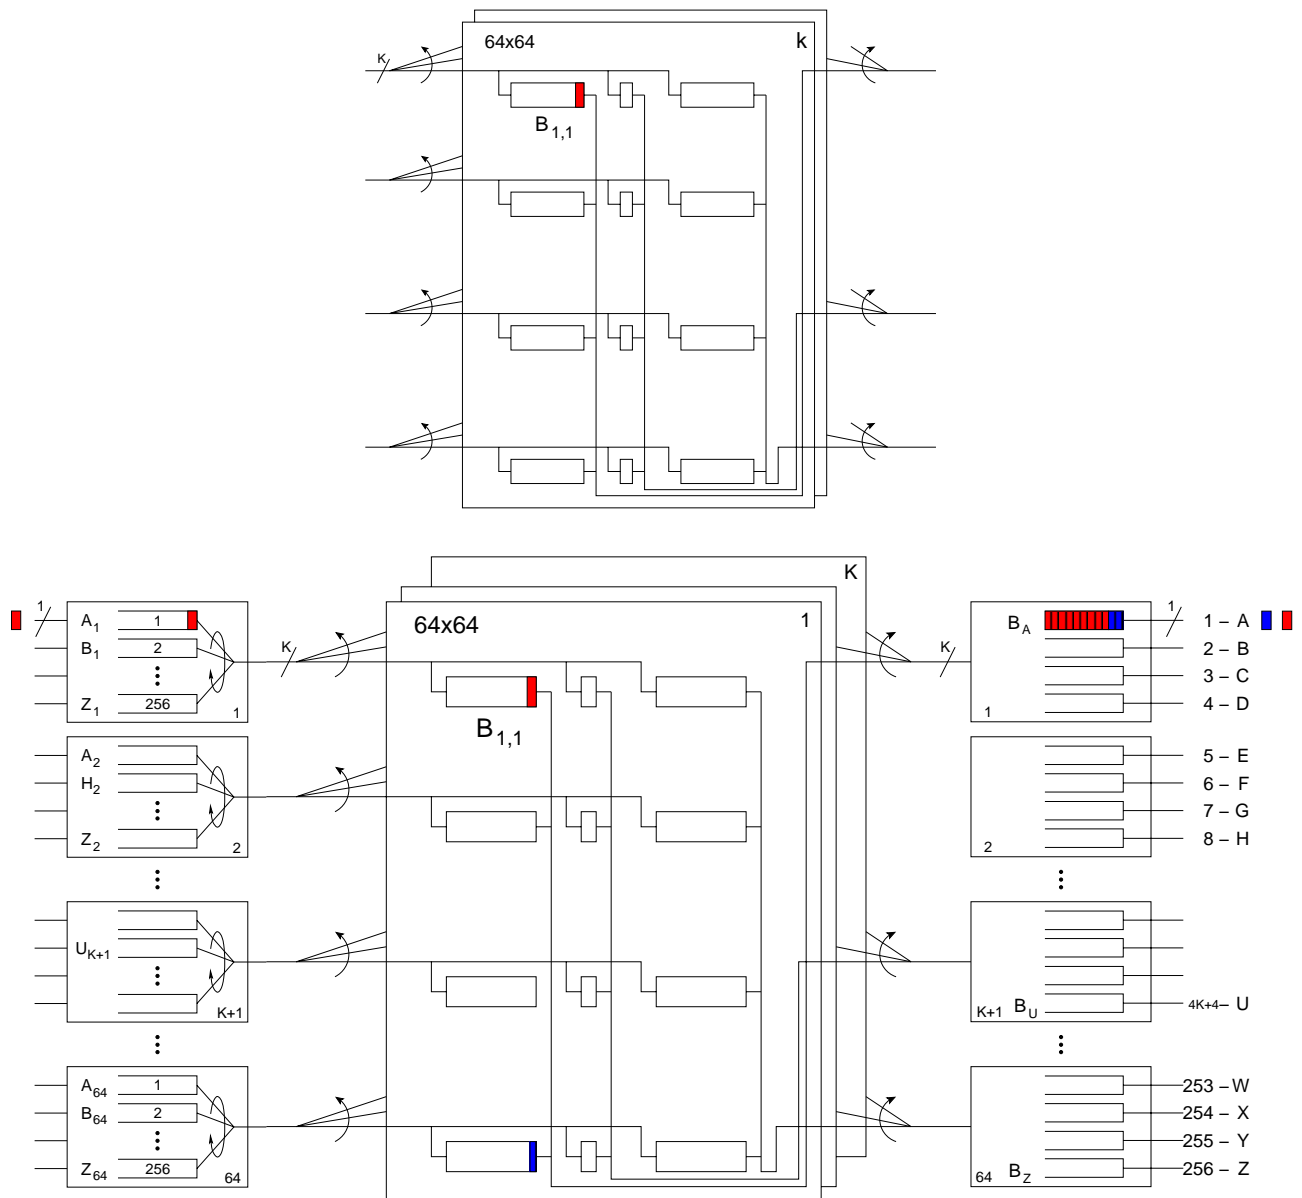 64x64 k
K
B1,1
K
1 A1 1 64x64 1 BA 1 1 – A
B1 2 K K 2 – B
3 – C
Z1 256 1 B1,1 1 4 – D
A2 5 – E
H2 6 – F
7 – G
Z2 2 2 8 – H
UK+1
K+1 K+1 BU 4K+4– U
A64 1 253 – W
B64 2 254 – X
255 – Y
Z64 256 64 64 BZ 256 – Z